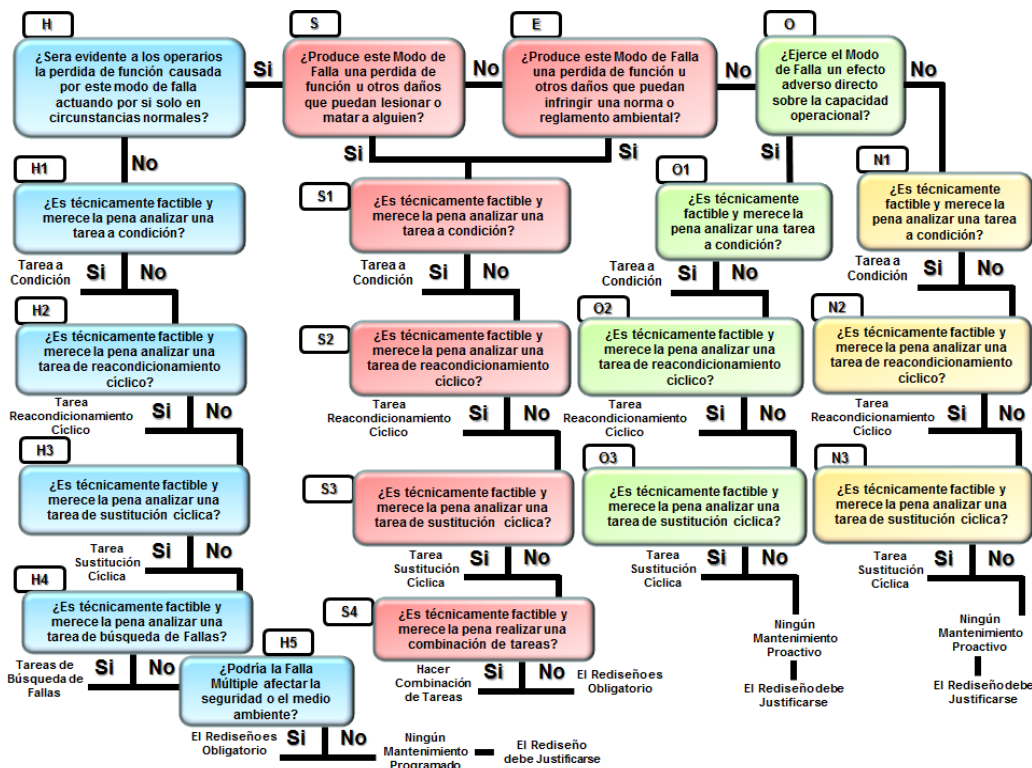 H
¿Sera evidente a los operarios
la perdida de función causada
por este modo de falla
actuando por si solo en
circunstancias normales?
Si
No
S
¿Produce este Modo de
Falla una perdida de
función u otros daños
que puedan lesionar o
matar a alguien?
No
Si
E
¿Produce este Modo de Falla
una perdida de función u
otros daños que puedan
infringir una norma o
reglamento ambiental?
No
Si
O
¿Ejerce el Modo
de Falla un efecto
adverso directo
sobre la capacidad
operacional?
No
Si
H1
¿Es técnicamente factible y
merece la pena analizar una
tarea a condición?
Tarea a
Condición
Si
No
H2
¿Es técnicamente factible y
merece la pena analizar una
tarea de reacondicionamiento
cíclico?
Tarea
Reacondicionamiento
Cíclico
Si
No
H3
¿Es técnicamente factible y
merece la pena analizar una
tarea de sustitución cíclica?
Tarea
Sustitución
Cíclica
Si
No
H4
¿Es técnicamente factible y
merece la pena analizar una
tarea de búsqueda de Fallas?
Tareas de
Búsqueda de
Fallas
Si
No
H5
¿Podría la Falla
Múltiple afectar la
seguridad o el medio
ambiente?
El Rediseño es
Obligatorio
Si
No
Ningún
Mantenimiento
Programado
El Rediseño
debe Justificarse
S1
¿Es técnicamente factible y
merece la pena analizar una
tarea a condición?
Tarea a
Condición
Si
No
S2
¿Es técnicamente factible y
merece la pena analizar una
tarea de reacondicionamiento
cíclico?
Tarea
Reacondicionamiento
Cíclico
Si
No
S3
¿Es técnicamente factible y
merece la pena analizar una
tarea de sustitución cíclica?
Tarea
Sustitución
Cíclica
Si
No
S4
¿Es técnicamente factible y
merece la pena realizar una
combinación de tareas?
Hacer
Combinación
de Tareas
Si
No
El Rediseño es
Obligatorio
O1
¿Es técnicamente
factible y merece la
pena analizar una tarea
a condición?
Tarea a
Condición
Si
No
O2
¿Es técnicamente factible y
merece la pena analizar una
tarea de reacondicionamiento
cíclico?
Tarea
Reacondicionamiento
Cíclico
Si
No
O3
¿Es técnicamente factible y
merece la pena analizar una
tarea de sustitución cíclica?
Tarea
Sustitución
Cíclica
Si
No
Ningún
Mantenimiento
Proactivo
El Rediseño debe
Justificarse
N1
¿Es técnicamente
factible y merece la
pena analizar una tarea
a condición?
Tarea a
Condición
Si
No
N2
¿Es técnicamente factible y
merece la pena analizar una
tarea de reacondicionamiento
cíclico?
Tarea
Reacondicionamiento
Cíclico
Si
No
N3
¿Es técnicamente factible y
merece la pena analizar una
tarea de sustitución cíclica?
Tarea
Sustitución
Cíclica
Si
No
Ningún
Mantenimiento
Proactivo
El Rediseño debe
Justificarse